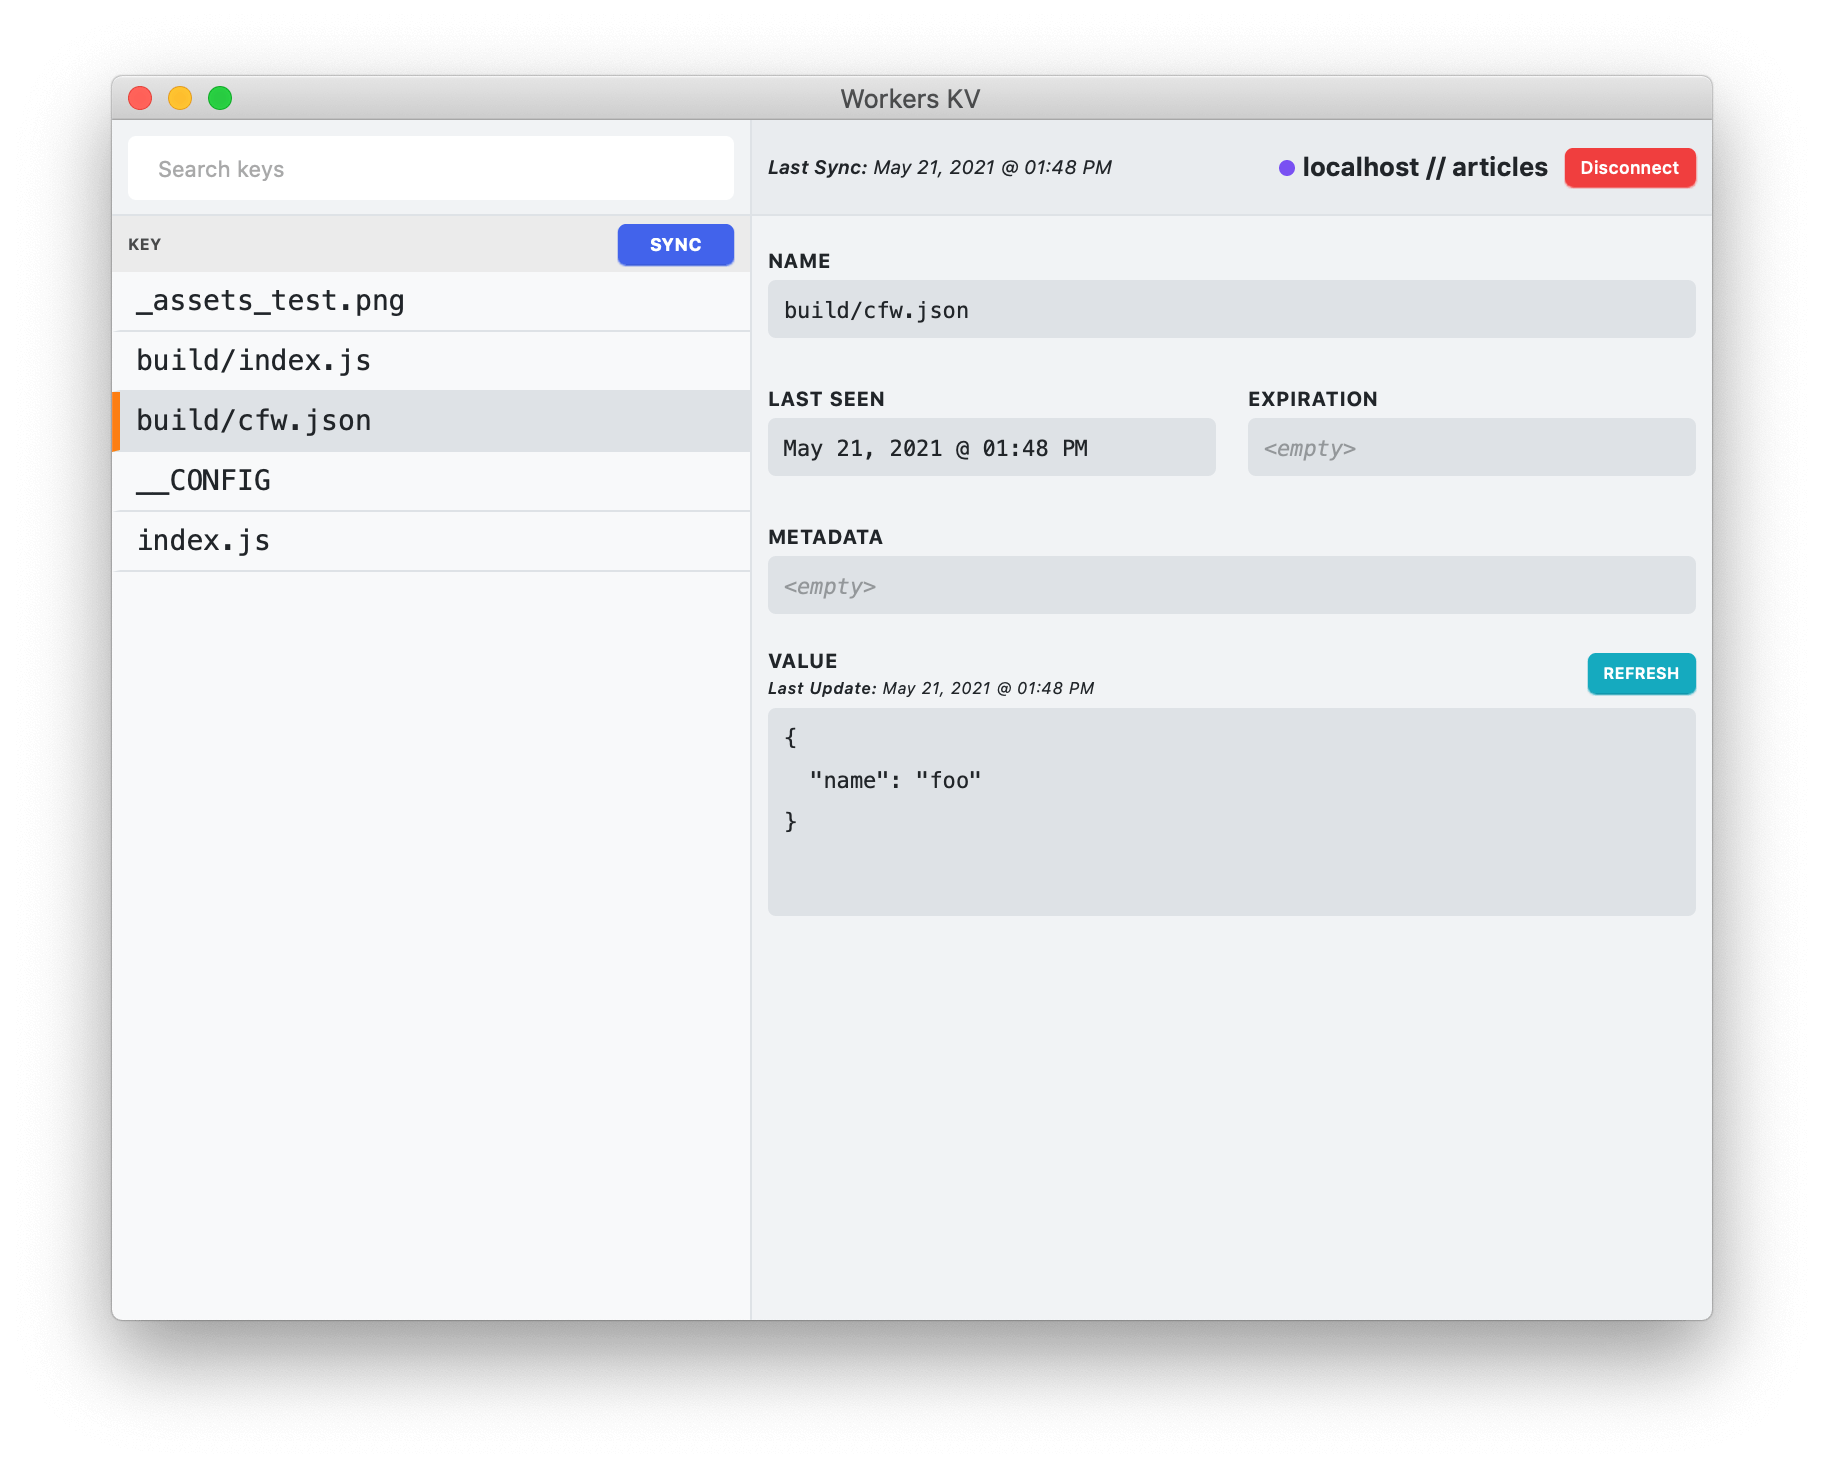 Workers KV
Search keys
Last Sync: May 21, 2021 @ 01:48 PM
localhost // articles
Disconnect
KEY
SYNC
_assets_test.png
build/index.js
build/cfw.json
__CONFIG
index.js
NAME
build/cfw.json
LAST SEEN
May 21, 2021 @ 01:48 PM
EXPIRATION
<empty>
METADATA
<empty>
VALUE
Last Update: May 21, 2021 @ 01:48 PM
REFRESH
{
  "name": "foo"
}